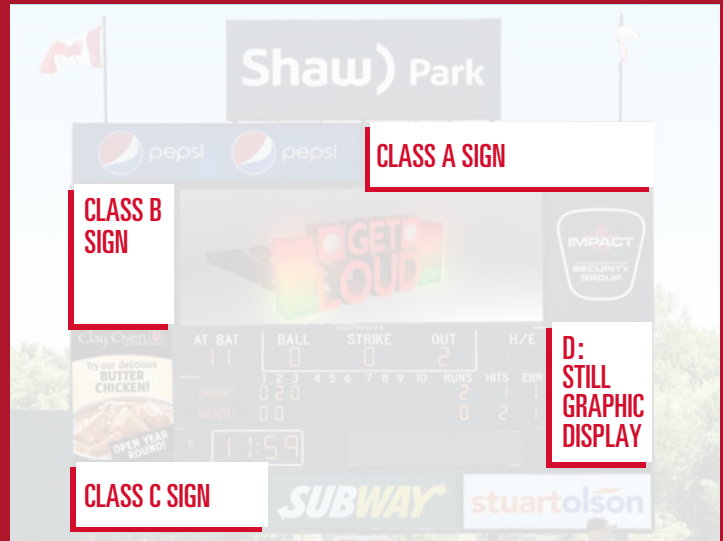 Shaw) Park
pepsi pepsi
CLASS A SIGN
CLASS B
SIGN
GET
LOUD
IMPACT
SECURITY
GROUP
Clay Oven
Try our delicious
BUTTER
CHICKEN!
OPEN YEAR
ROUND!
AT BAT BALL STRIKE OUT H/E
11 0 0 2
1 2 3 4 5 6 7 8 9 10 RUNS HITS ERR
0 2 0 2 1 1
0 0 0 2 1
11:59
D:
STILL
GRAPHIC
DISPLAY
CLASS C SIGN
SUBWAY
stuartolson